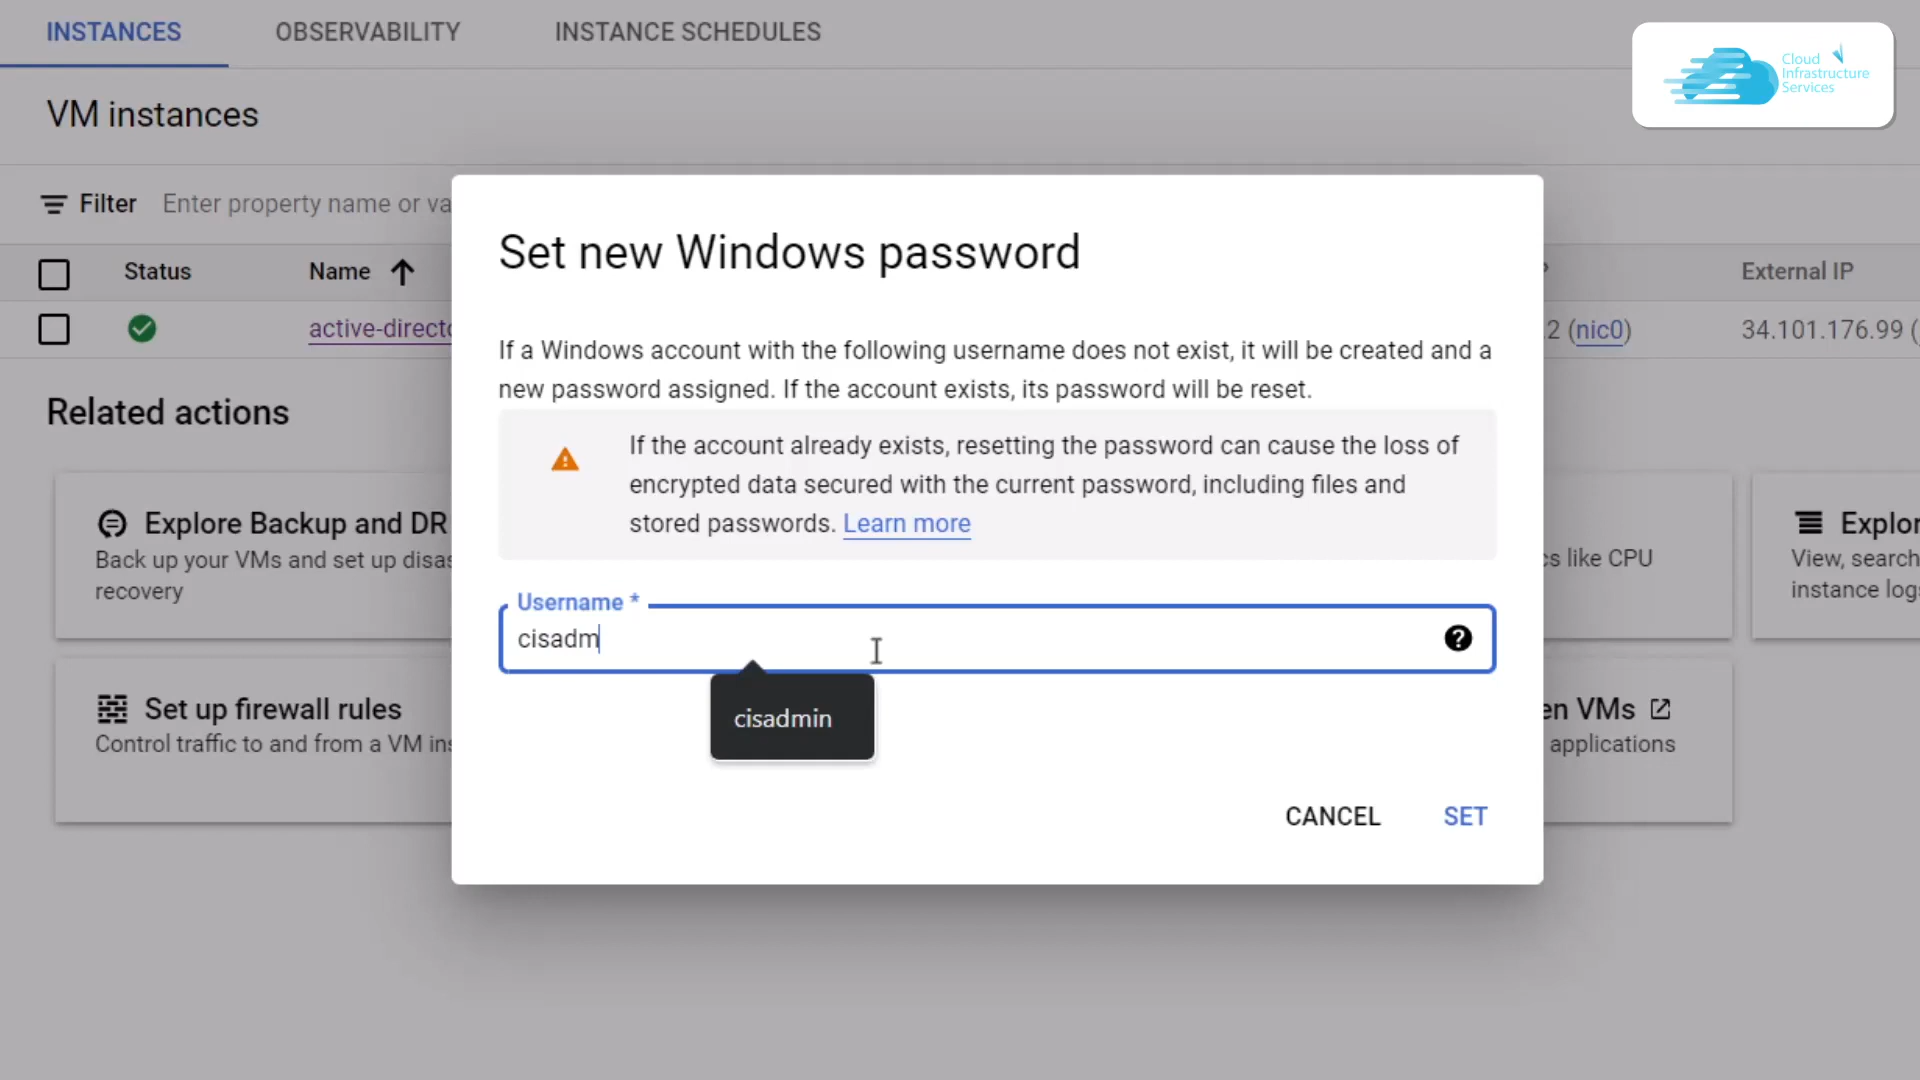 INSTANCES OBSERVABILITY INSTANCE SCHEDULES
Cloud
Infrastructure
Services
VM instances
Filter Enter property name or va
Status Name External IP
active-directo 2 (nic0) 34.101.176.99 (
Set new Windows password
If a Windows account with the following username does not exist, it will be created and a
new password assigned. If the account exists, its password will be reset.
If the account already exists, resetting the password can cause the loss of
encrypted data secured with the current password, including files and
stored passwords. Learn more
Username *
cisadm
cisadmin
CANCEL SET
Related actions
Explore Backup and DR
Back up your VMs and set up disas
recovery
cs like CPU
Explor
View, search
instance logs
Set up firewall rules
Control traffic to and from a VM ins
en VMs
applications